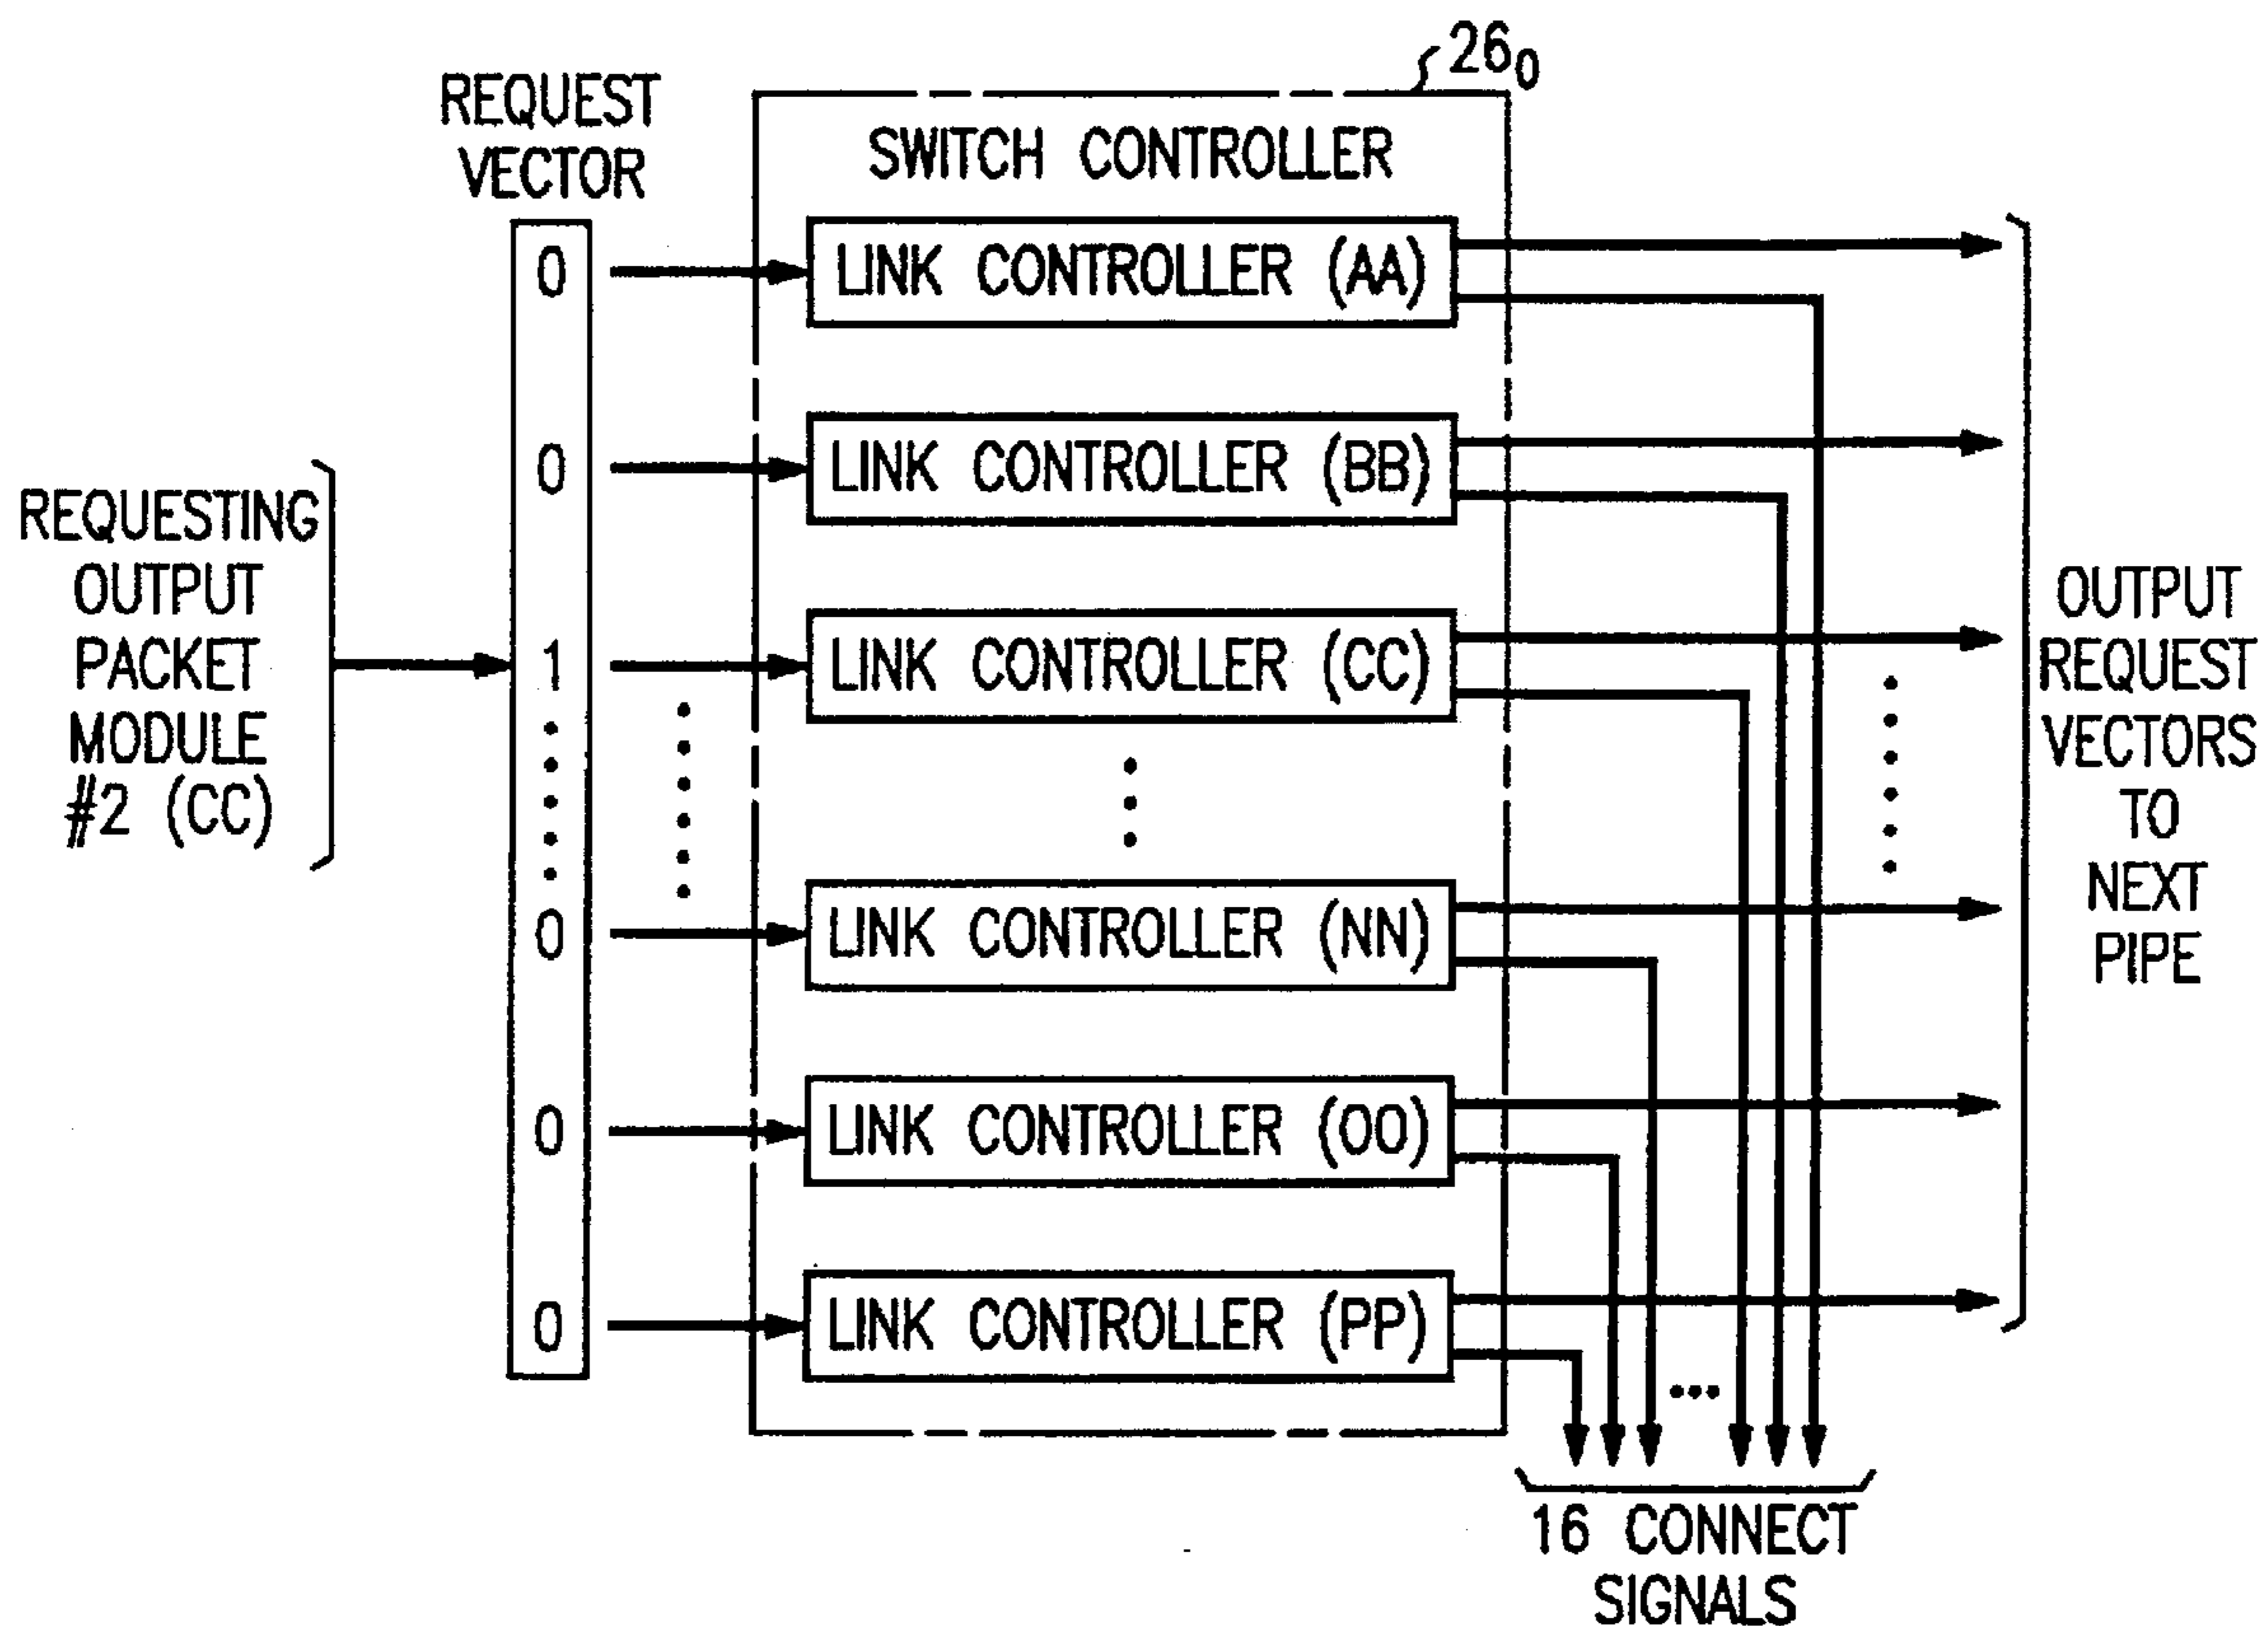 26₀
REQUEST
VECTOR
SWITCH CONTROLLER
0
LINK CONTROLLER (AA)
0
LINK CONTROLLER (BB)
REQUESTING
OUTPUT
PACKET
MODULE
#2 (CC)
1
LINK CONTROLLER (CC)
0
LINK CONTROLLER (NN)
0
LINK CONTROLLER (OO)
0
LINK CONTROLLER (PP)
OUTPUT
REQUEST
VECTORS
TO
NEXT
PIPE
16 CONNECT
SIGNALS